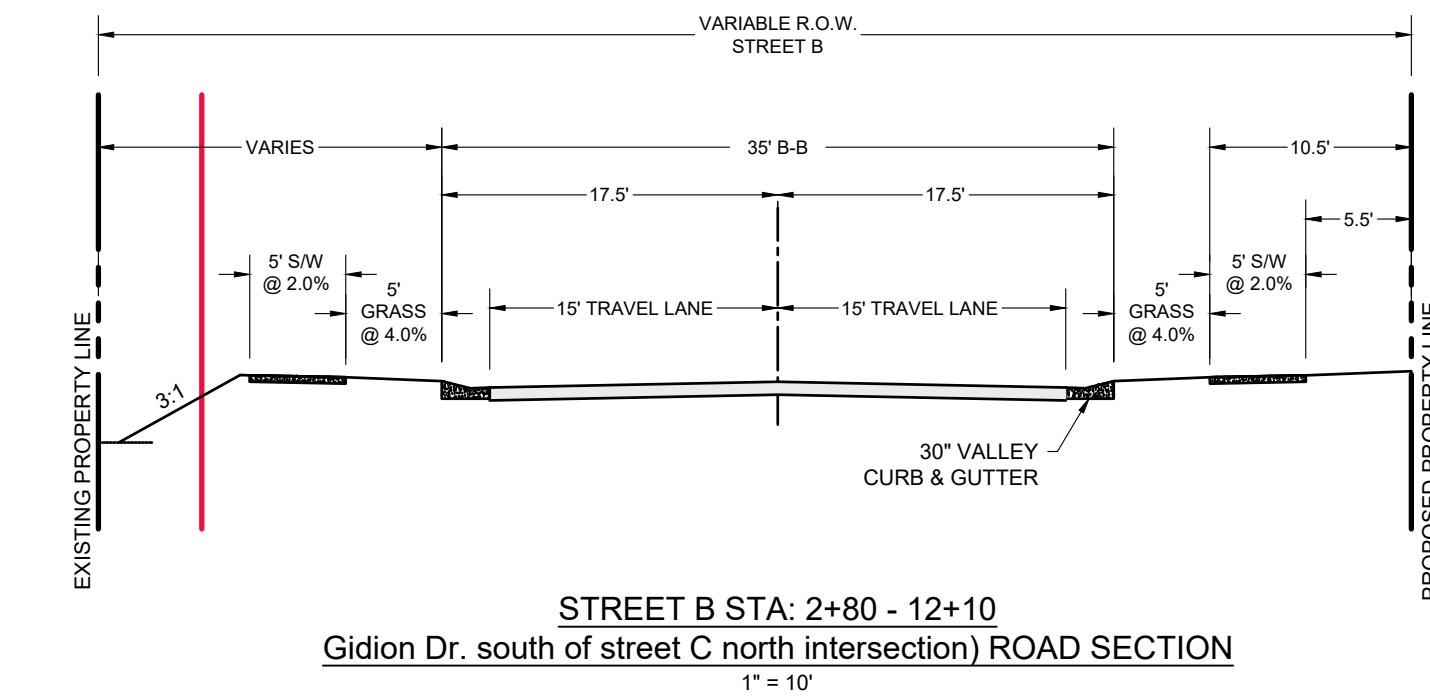 VARIABLE R.O.W.
STREET B
VARIES
35' B-B
10.5'
17.5'
17.5'
5.5'
5' S/W
@ 2.0%
5'
GRASS
@ 4.0%
15' TRAVEL LANE
15' TRAVEL LANE
5'
GRASS
@ 4.0%
5' S/W
@ 2.0%
EXISTING PROPERTY LINE
3:1
30" VALLEY
CURB & GUTTER
PROPOSED PROPERTY LINE
STREET B STA: 2+80 - 12+10
Gidion Dr. south of street C north intersection) ROAD SECTION
1" = 10'